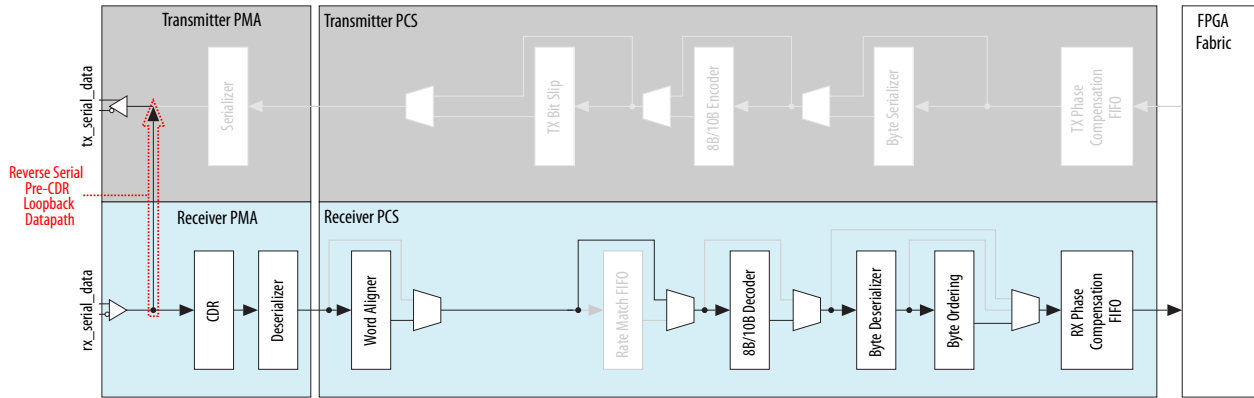 Transmitter PMA
Transmitter PCS
FPGA
Fabric
tx_serial_data
Serializer
TX Bit Slip
8B/10B Encoder
Byte Serializer
TX Phase
Compensation
FIFO
Reverse Serial
Pre-CDR
Loopback
Datapath
Receiver PMA
Receiver PCS
rx_serial_data
CDR
Deserializer
Word Aligner
Rate Match FIFO
8B/10B Decoder
Byte Deserializer
Byte Ordering
RX Phase
Compensation
FIFO